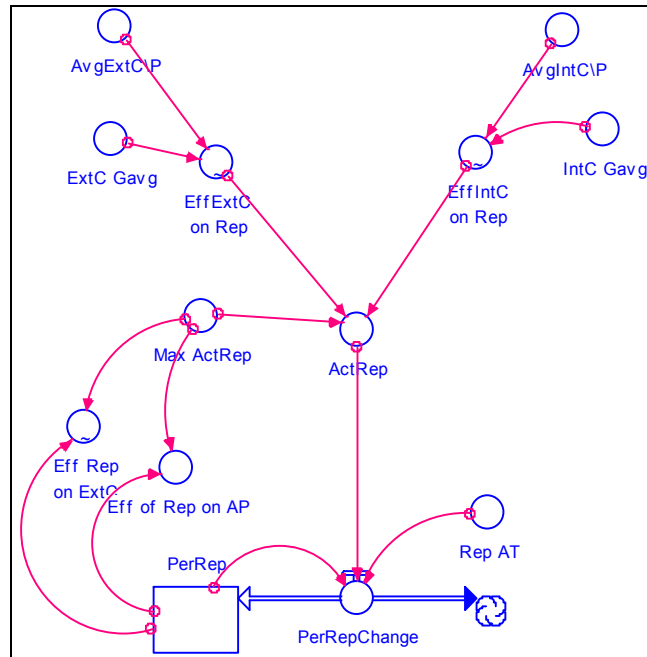 AvgExtC\P
AvgIntC\P
ExtC Gavg
IntC Gavg
~
EffExtC
on Rep
~
EffIntC
on Rep
Max ActRep
ActRep
~
Eff Rep
on ExtC
Eff of Rep on AP
Rep AT
PerRep
PerRepChange